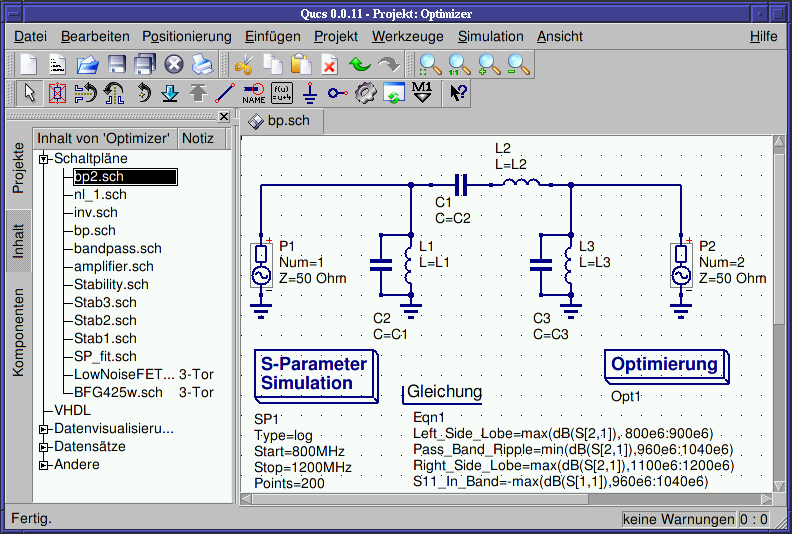 Qucs 0.0.11 - Projekt: Optimizer
Datei Bearbeiten Positionierung Einfügen Projekt Werkzeuge Simulation Ansicht Hilfe
1:1
NAME
f(ω)
u+4
M1
?
bp.sch
Projekte
Inhalt
Komponenten
Inhalt von 'Optimizer' Notiz
Schaltpläne
bp2.sch
nl_1.sch
inv.sch
bp.sch
bandpass.sch
amplifier.sch
Stability.sch
Stab3.sch
Stab2.sch
Stab1.sch
SP_fit.sch
LowNoiseFET... 3-Tor
BFG425w.sch 3-Tor
VHDL
Datenvisualisieru...
Datensätze
Andere
L2
L=L2
C1
C=C2
P1
Num=1
Z=50 Ohm
L1
L=L1
C2
C=C1
L3
L=L3
C3
C=C3
P2
Num=2
Z=50 Ohm
S-Parameter
Simulation
SP1
Type=log
Start=800MHz
Stop=1200MHz
Points=200
Gleichung
Eqn1
Left_Side_Lobe=max(dB(S[2,1]), 800e6:900e6)
Pass_Band_Ripple=min(dB(S[2,1]),960e6:1040e6)
Right_Side_Lobe=max(dB(S[2,1]),1100e6:1200e6)
S11_In_Band=-max(dB(S[1,1]),960e6:1040e6)
Optimierung
Opt1
Fertig.
keine Warnungen 0 : 0